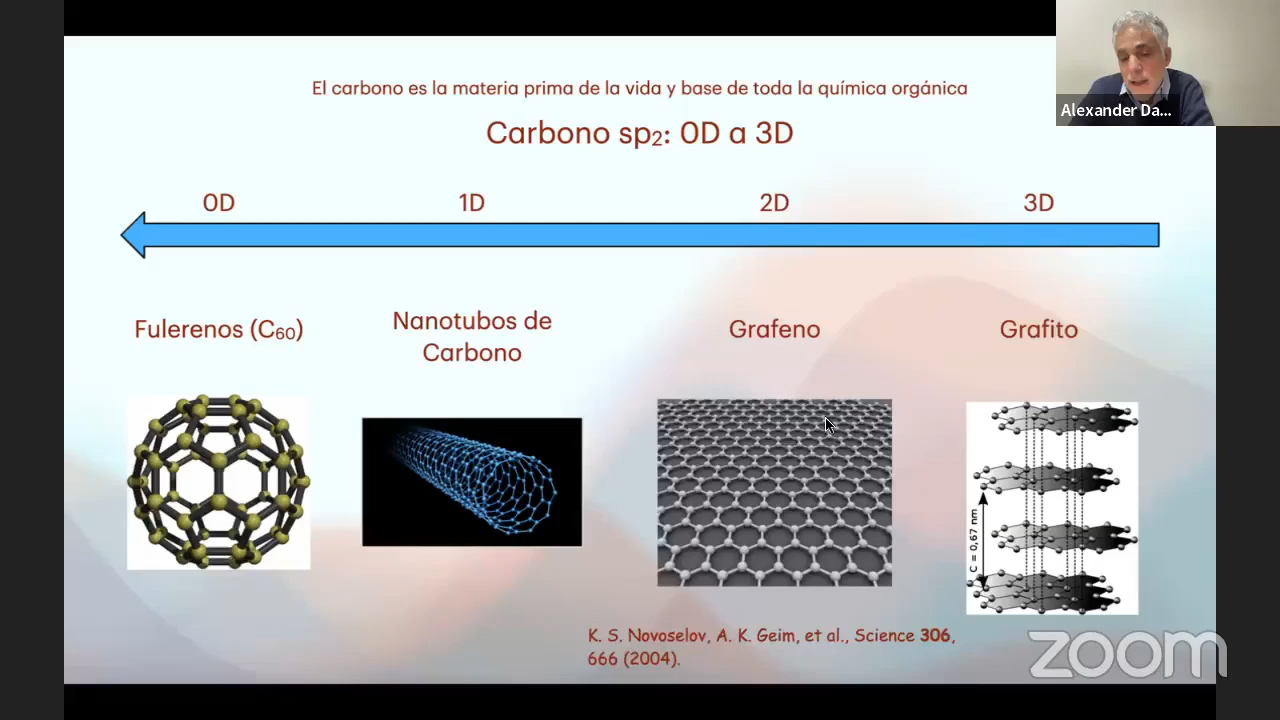 El carbono es la materia prima de la vida y base de toda la química orgánica
Alexander Da...
Carbono sp₂: 0D a 3D
0D
1D
2D
3D
Fulerenos (C₆₀)
Nanotubos de
Carbono
Grafeno
Grafito
C = 0,67 nm
K. S. Novoselov, A. K. Geim, et al., Science 306,
666 (2004).
zoom